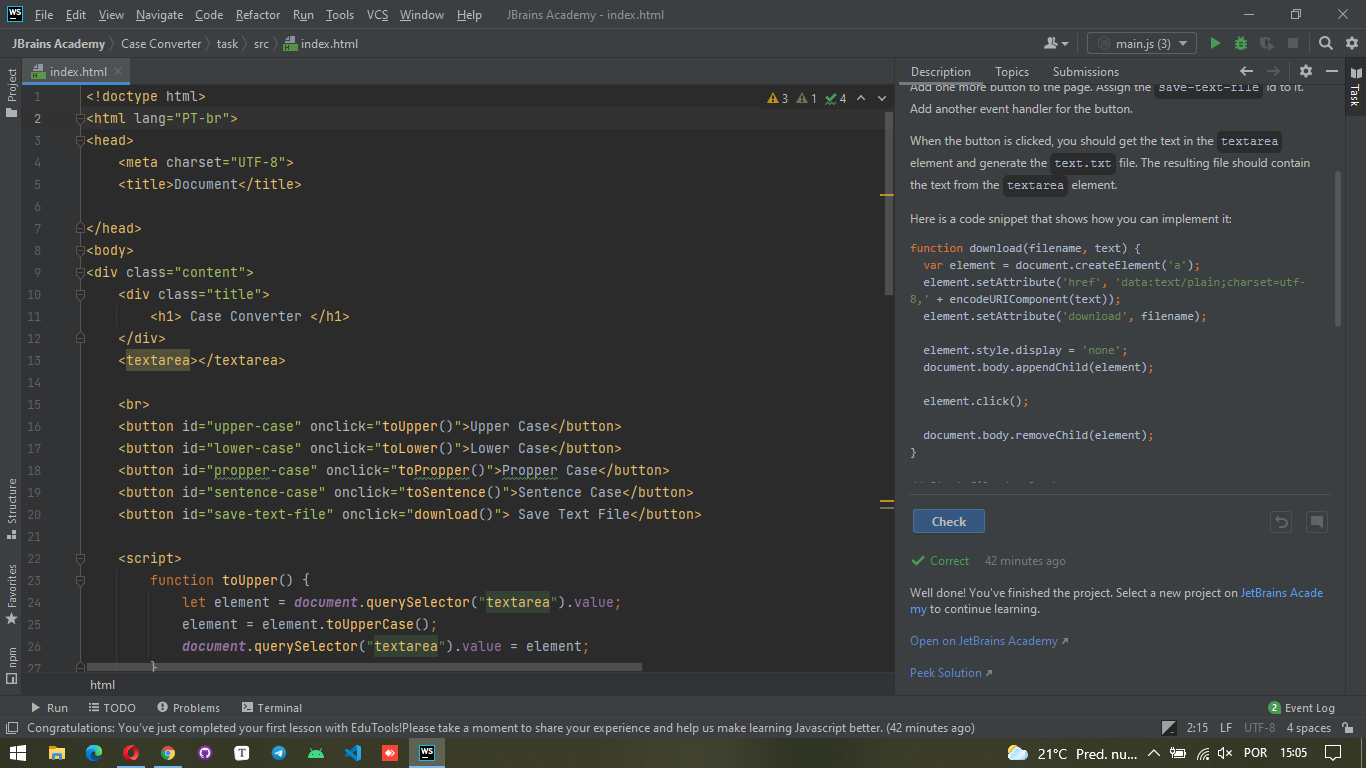 WS File Edit View Navigate Code Refactor Run Tools VCS Window Help JBrains Academy - index.html
JBrains Academy Case Converter task src index.html main.js (3)
index.html
Project
Structure
Favorites
npm
Task
3 1 4
1 <!doctype html>
2 <html lang="PT-br">
3 <head>
4 <meta charset="UTF-8">
5 <title>Document</title>
6
7 </head>
8 <body>
9 <div class="content">
10 <div class="title">
11 <h1> Case Converter </h1>
12 </div>
13 <textarea></textarea>
14
15 <br>
16 <button id="upper-case" onclick="toUpper()">Upper Case</button>
17 <button id="lower-case" onclick="toLower()">Lower Case</button>
18 <button id="propper-case" onclick="toPropper()">Propper Case</button>
19 <button id="sentence-case" onclick="toSentence()">Sentence Case</button>
20 <button id="save-text-file" onclick="download()"> Save Text File</button>
21
22 <script>
23 function toUpper() {
24 let element = document.querySelector("textarea").value;
25 element = element.toUpperCase();
26 document.querySelector("textarea").value = element;
27 }
html
Description Topics Submissions
Add one more button to the page. Assign the save-text-file id to it.
Add another event handler for the button.
When the button is clicked, you should get the text in the textarea
element and generate the text.txt file. The resulting file should contain
the text from the textarea element.
Here is a code snippet that shows how you can implement it:
function download(filename, text) {
var element = document.createElement('a');
element.setAttribute('href', 'data:text/plain;charset=utf-
8,' + encodeURIComponent(text));
element.setAttribute('download', filename);
element.style.display = 'none';
document.body.appendChild(element);
element.click();
document.body.removeChild(element);
}
Check
Correct 42 minutes ago
Well done! You've finished the project. Select a new project on JetBrains Acade
my to continue learning.
Open on JetBrains Academy ↗
Peek Solution ↗
Run TODO Problems Terminal 2 Event Log
Congratulations: You've just completed your first lesson with EduTools!Please take a moment to share your experience and help us make learning Javascript better. (42 minutes ago) 2:15 LF UTF-8 4 spaces
T WS 21°C Pred. nu... POR 15:05